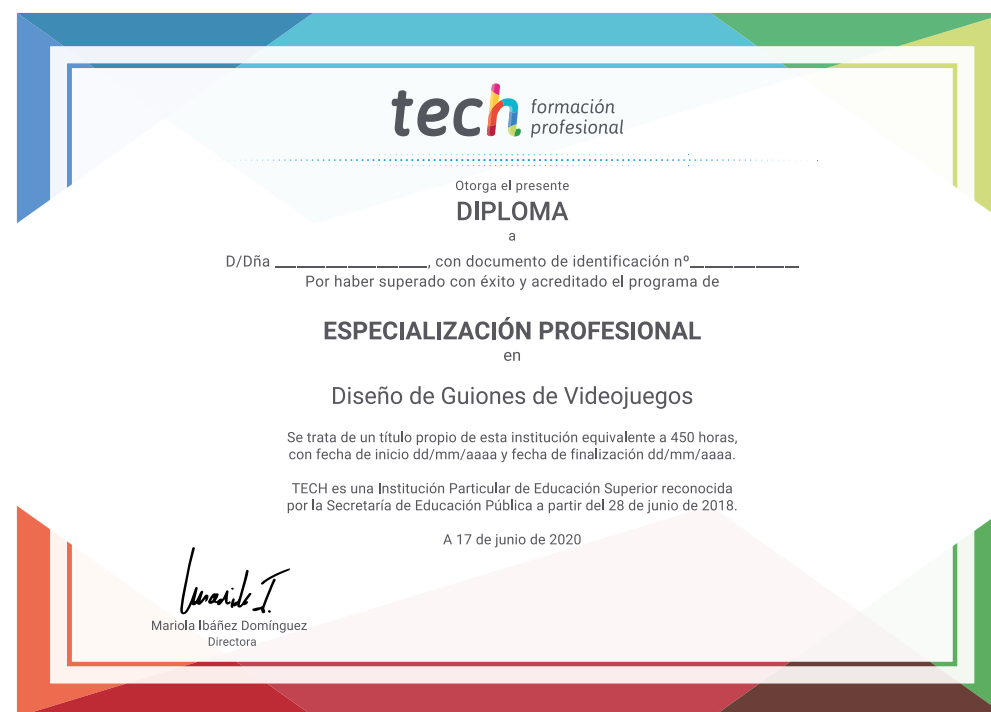 tech formación
profesional
Otorga el presente
DIPLOMA
a
D/Dña ______________, con documento de identificación nº__________
Por haber superado con éxito y acreditado el programa de
ESPECIALIZACIÓN PROFESIONAL
en
Diseño de Guiones de Videojuegos
Se trata de un título propio de esta institución equivalente a 450 horas,
con fecha de inicio dd/mm/aaaa y fecha de finalización dd/mm/aaaa.
TECH es una Institución Particular de Educación Superior reconocida
por la Secretaría de Educación Pública a partir del 28 de junio de 2018.
A 17 de junio de 2020
Mariola Ibáñez Domínguez
Directora